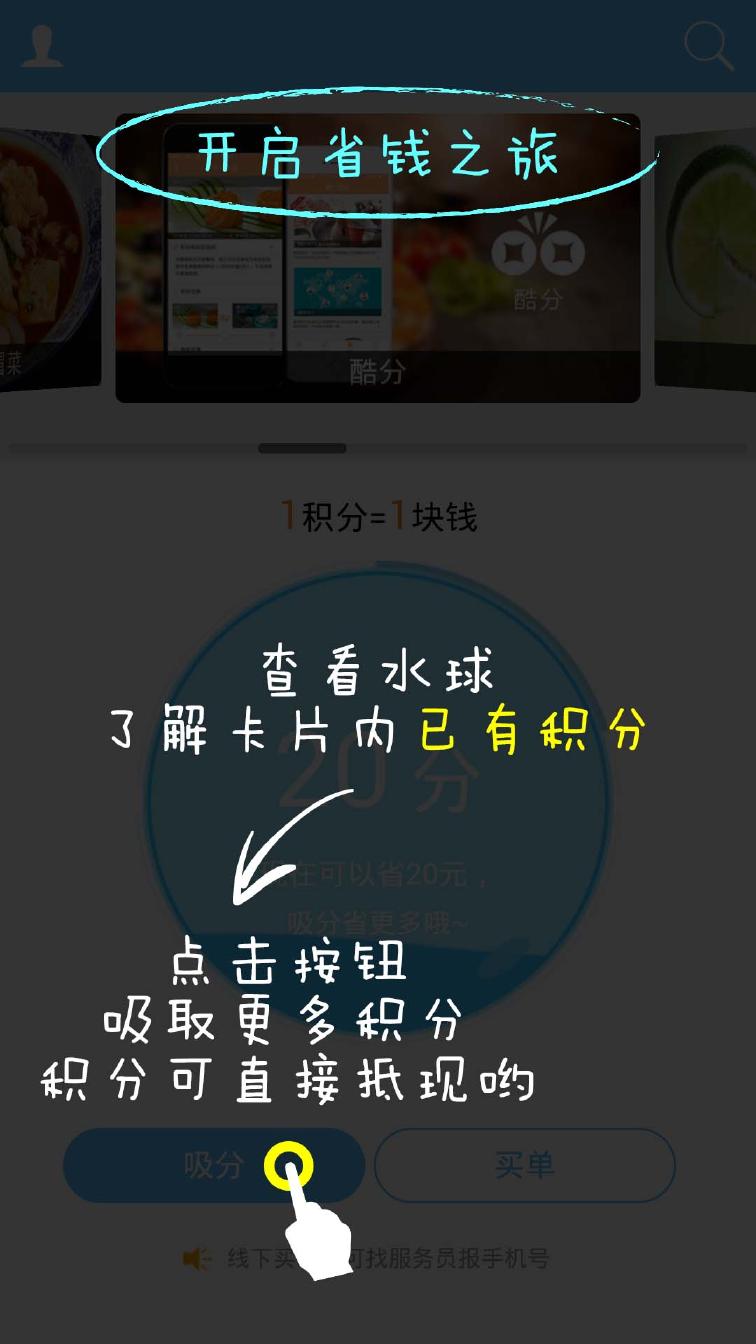 开启省钱之旅
酷分
酷分
1积分=1块钱
查看水球
了解卡片内已有积分
20分
在可以省20元，
吸分省更多哦~
点击按钮
吸取更多积分
积分可直接抵现哟
吸分
买单
线下买 可找服务员报手机号